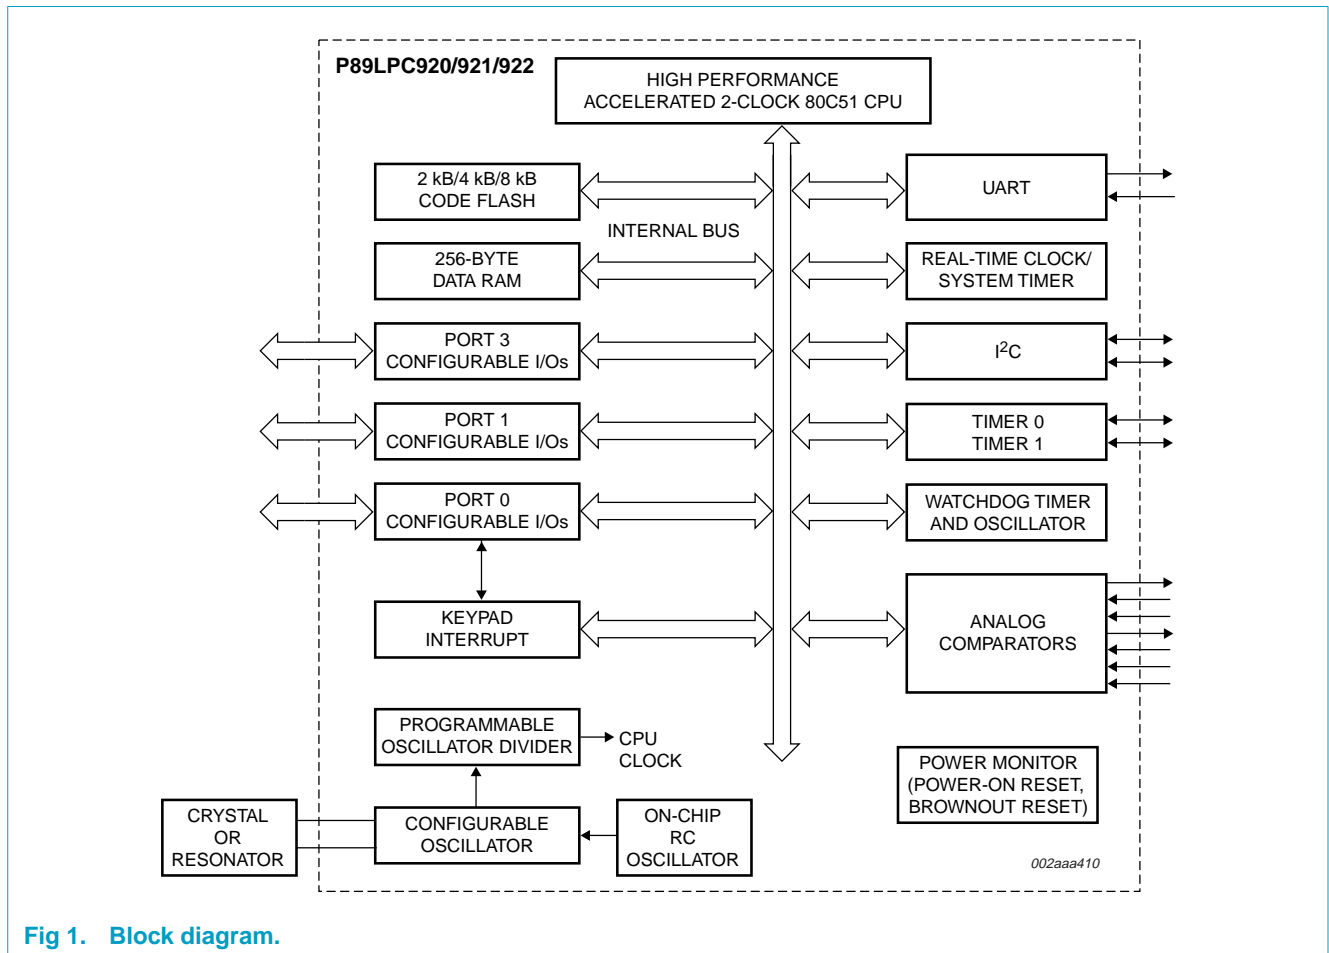 P89LPC920/921/922
HIGH PERFORMANCE
ACCELERATED 2-CLOCK 80C51 CPU
2 kB/4 kB/8 kB
CODE FLASH
INTERNAL BUS
256-BYTE
DATA RAM
PORT 3
CONFIGURABLE I/Os
PORT 1
CONFIGURABLE I/Os
PORT 0
CONFIGURABLE I/Os
KEYPAD
INTERRUPT
PROGRAMMABLE
OSCILLATOR DIVIDER
CPU
CLOCK
CRYSTAL
OR
RESONATOR
CONFIGURABLE
OSCILLATOR
ON-CHIP
RC
OSCILLATOR
UART
REAL-TIME CLOCK/
SYSTEM TIMER
I²C
TIMER 0
TIMER 1
WATCHDOG TIMER
AND OSCILLATOR
ANALOG
COMPARATORS
POWER MONITOR
(POWER-ON RESET,
BROWNOUT RESET)
002aaa410
Fig 1. Block diagram.